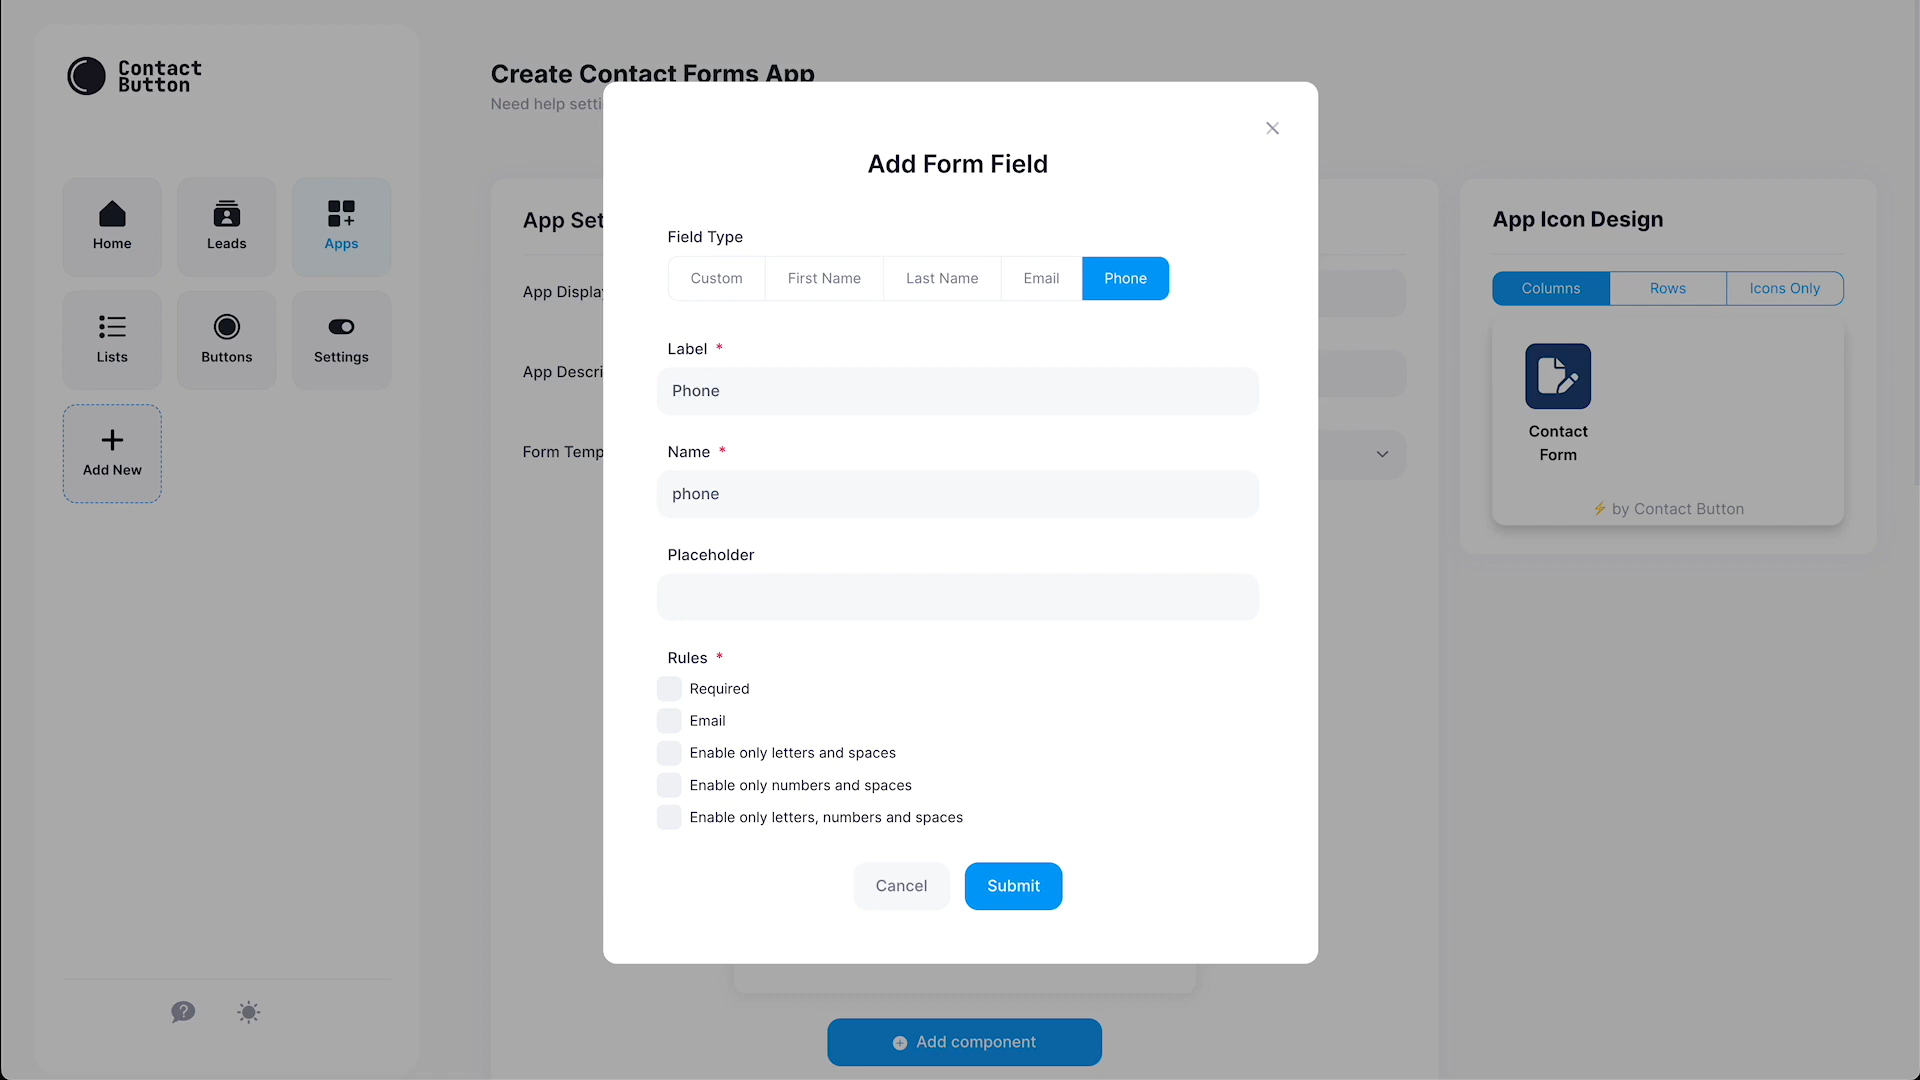 Contact
Button
Home
Leads
Apps
Lists
Buttons
Settings
Add New
Create Contact Forms App
Need help setti
App Set
App Displa
App Descri
Form Temp
Add Form Field
Field Type
Custom
First Name
Last Name
Email
Phone
Label *
Phone
Name *
phone
Placeholder
Rules *
Required
Email
Enable only letters and spaces
Enable only numbers and spaces
Enable only letters, numbers and spaces
Cancel
Submit
Add component
App Icon Design
Columns
Rows
Icons Only
Contact
Form
⚡ by Contact Button